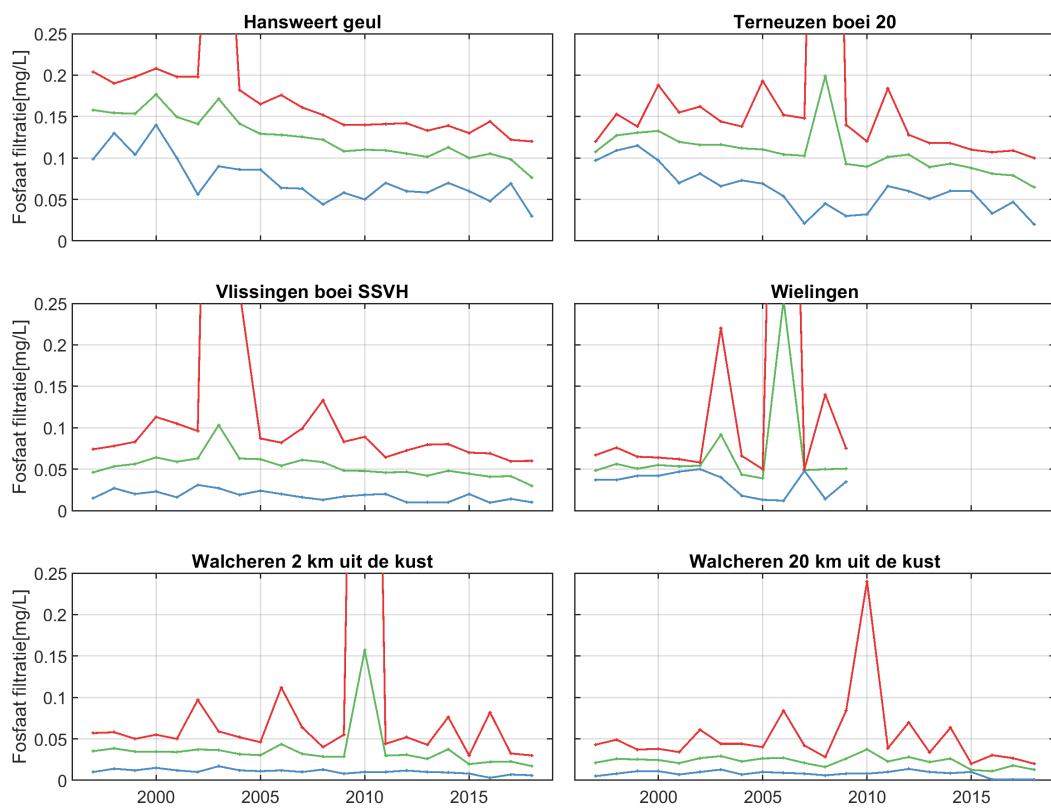 Hansweert geul
Terneuzen boei 20
Fosfaat filtratie[mg/L]
0.25
0.2
0.15
0.1
0.05
0
Vlissingen boei SSVH
Wielingen
Fosfaat filtratie[mg/L]
0.25
0.2
0.15
0.1
0.05
0
Walcheren 2 km uit de kust
Walcheren 20 km uit de kust
Fosfaat filtratie[mg/L]
0.25
0.2
0.15
0.1
0.05
0
2000 2005 2010 2015
2000 2005 2010 2015